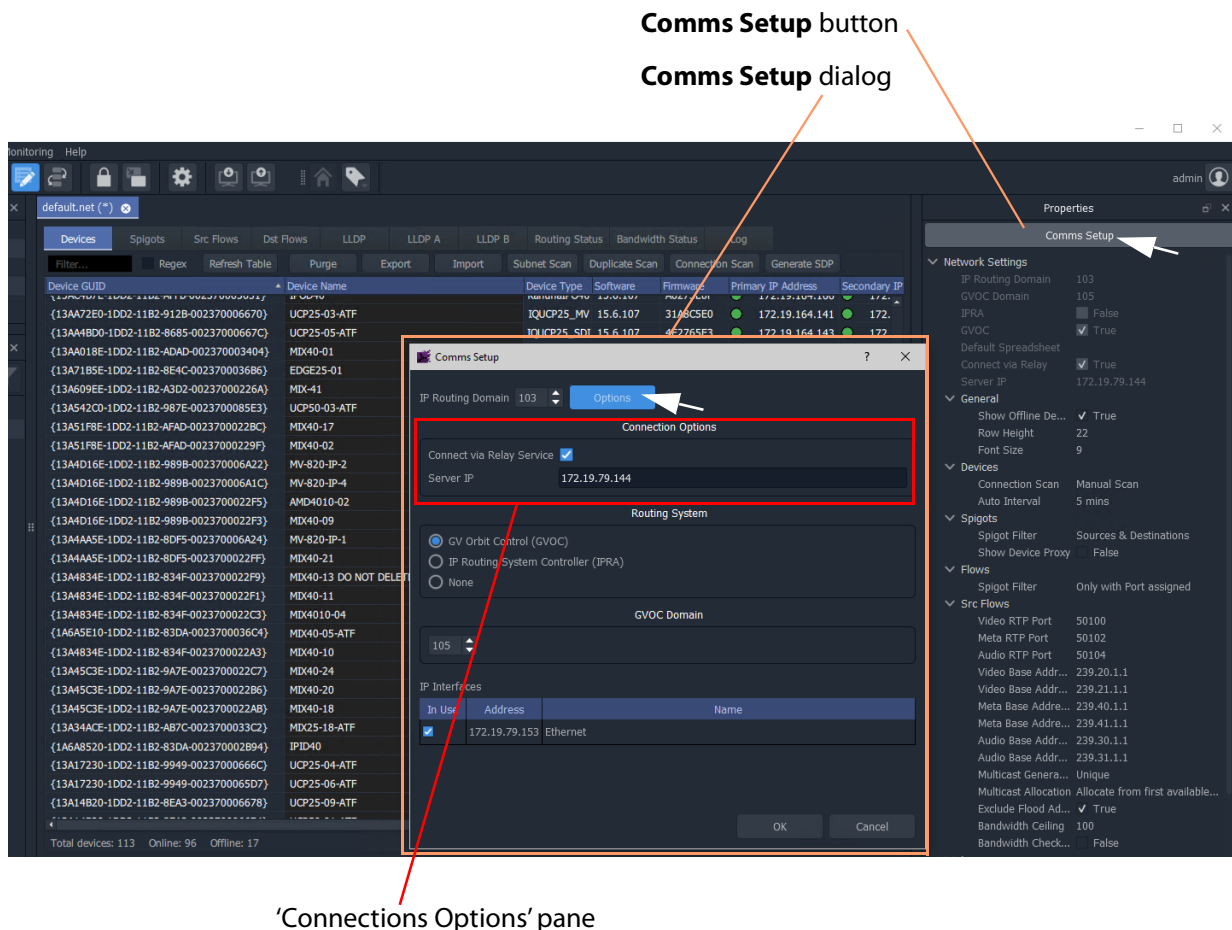 Comms Setup button
Comms Setup dialog
Monitoring Help
admin
default.net (*)
Devices Spigots Src Flows Dst Flows LLDP LLDP A LLDP B Routing Status Bandwidth Status Log
Filter... Regex Refresh Table Purge Export Import Subnet Scan Duplicate Scan Connection Scan Generate SDP
Device GUID Device Name Device Type Software Firmware Primary IP Address Secondary IP
{13AA72E0-1DD2-11B2-912B-002370006670} UCP25-03-ATF IQUCP25_MV 15.6.107 31A8C5E0 172.19.164.141 172.
{13AA4BD0-1DD2-11B2-8685-00237000667C} UCP25-05-ATF IQUCP25_SDI 15.6.107 4F2765E3 172.19.164.143 172
{13AA018E-1DD2-11B2-ADAD-002370003404} MIX40-01
{13A71B5E-1DD2-11B2-8E4C-0023700036B6} EDGE25-01
{13A609EE-1DD2-11B2-A3D2-00237000226A} MIX-41
{13A542C0-1DD2-11B2-987E-0023700085E3} UCP50-03-ATF
{13A51F8E-1DD2-11B2-AFAD-0023700022BC} MIX40-17
{13A51F8E-1DD2-11B2-AFAD-00237000229F} MIX40-02
{13A4D16E-1DD2-11B2-989B-002370006A22} MV-820-IP-2
{13A4D16E-1DD2-11B2-989B-002370006A1C} MV-820-IP-4
{13A4D16E-1DD2-11B2-989B-0023700022F5} AMD4010-02
{13A4D16E-1DD2-11B2-989B-0023700022F3} MIX40-09
{13A4AA5E-1DD2-11B2-8DF5-002370006A24} MV-820-IP-1
{13A4AA5E-1DD2-11B2-8DF5-0023700022FF} MIX40-21
{13A4834E-1DD2-11B2-834F-0023700022F9} MIX40-13 DO NOT DELET
{13A4834E-1DD2-11B2-834F-0023700022F1} MIX40-11
{13A4834E-1DD2-11B2-834F-0023700022C3} MIX4010-04
{1A6A5E10-1DD2-11B2-83DA-0023700036C4} MIX40-05-ATF
{13A4834E-1DD2-11B2-834F-0023700022A3} MIX40-10
{13A45C3E-1DD2-11B2-9A7E-0023700022C7} MIX40-24
{13A45C3E-1DD2-11B2-9A7E-0023700022B6} MIX40-20
{13A45C3E-1DD2-11B2-9A7E-0023700022AB} MIX40-18
{13A34ACE-1DD2-11B2-AB7C-0023700033C2} MIX25-18-ATF
{1A6A8520-1DD2-11B2-83DA-002370002B94} IPID40
{13A17230-1DD2-11B2-9949-00237000666C} UCP25-04-ATF
{13A17230-1DD2-11B2-9949-0023700065D7} UCP25-06-ATF
{13A14B20-1DD2-11B2-8EA3-002370006678} UCP25-09-ATF
Total devices: 113 Online: 96 Offline: 17
Comms Setup ? ×
IP Routing Domain 103 Options
Connection Options
Connect via Relay Service
Server IP 172.19.79.144
Routing System
GV Orbit Control (GVOC)
IP Routing System Controller (IPRA)
None
GVOC Domain
105
IP Interfaces
In Use Address Name
172.19.79.153 Ethernet
OK Cancel
Properties
Comms Setup
Network Settings
IP Routing Domain 103
GVOC Domain 105
IPRA False
GVOC True
Default Spreadsheet
Connect via Relay True
Server IP 172.19.79.144
General
Show Offline De... True
Row Height 22
Font Size 9
Devices
Connection Scan Manual Scan
Auto Interval 5 mins
Spigots
Spigot Filter Sources & Destinations
Show Device Proxy False
Flows
Spigot Filter Only with Port assigned
Src Flows
Video RTP Port 50100
Meta RTP Port 50102
Audio RTP Port 50104
Video Base Addr... 239.20.1.1
Video Base Addr... 239.21.1.1
Meta Base Addre... 239.40.1.1
Meta Base Addre... 239.41.1.1
Audio Base Addr... 239.30.1.1
Audio Base Addr... 239.31.1.1
Multicast Genera... Unique
Multicast Allocation Allocate from first available...
Exclude Flood Ad... True
Bandwidth Ceiling 100
Bandwidth Check... False
‘Connections Options’ pane